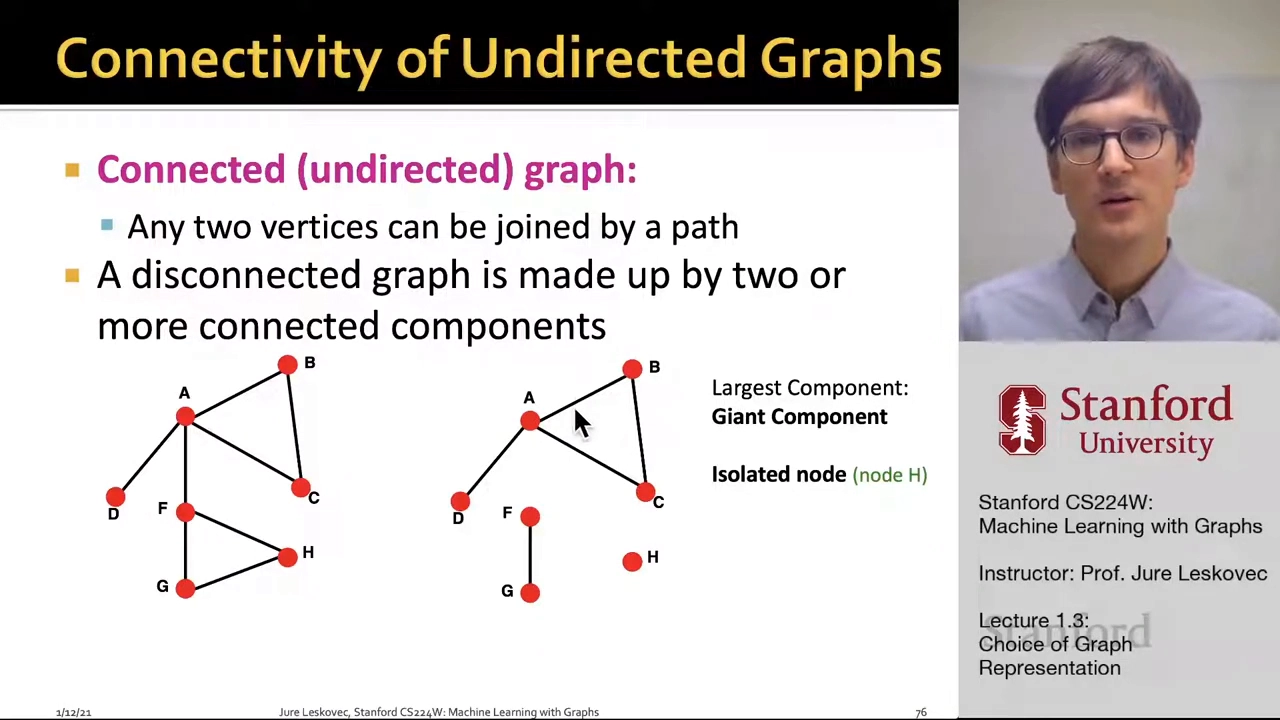 Connectivity of Undirected Graphs
Connected (undirected) graph:
Any two vertices can be joined by a path
A disconnected graph is made up by two or
more connected components
B
A
C
D
F
H
G
B
A
C
D
F
H
G
Largest Component:
Giant Component
Isolated node (node H)
1/12/21
Jure Leskovec, Stanford CS224W: Machine Learning with Graphs
76
Stanford
University
Stanford CS224W:
Machine Learning with Graphs
Instructor: Prof. Jure Leskovec
Lecture 1.3:
Stanford
Choice of Graph
Representation